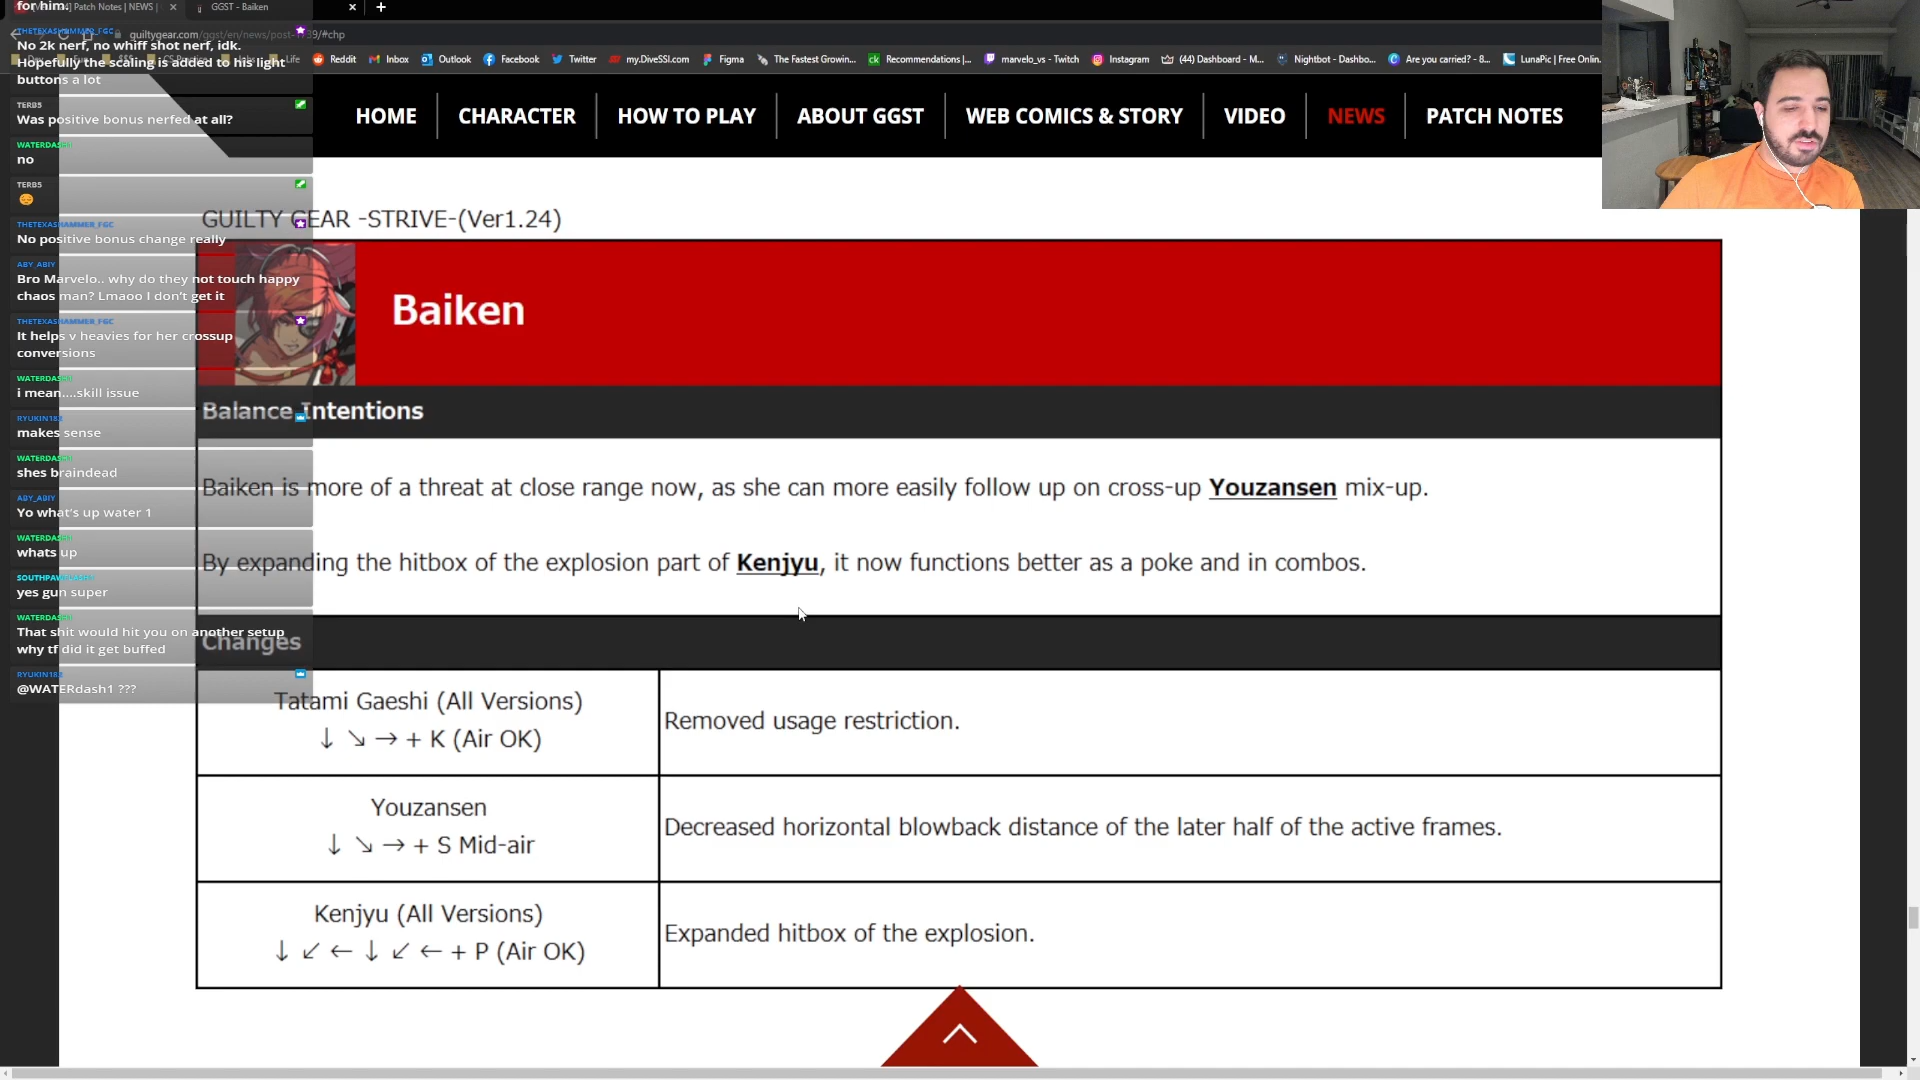 for him.
Patch Notes | NEWS |
GGST - Baiken
guiltygear.com/ggst/en/news/post-1739/#chp
Life
Reddit
Inbox
Outlook
Facebook
Twitter
my.DiveSSI.com
Figma
The Fastest Growin...
Recommendations |...
marvelo_vs - Twitch
Instagram
(44) Dashboard - M...
Nightbot - Dashbo...
Are you carried? - 8...
LunaPic | Free Onlin...
HOME
CHARACTER
HOW TO PLAY
ABOUT GGST
WEB COMICS & STORY
VIDEO
NEWS
PATCH NOTES
THETEXASHAMMER_FGC
No 2k nerf, no whiff shot nerf, idk.
Hopefully the scaling is added to his light
buttons a lot
TERB5
Was positive bonus nerfed at all?
WATERDASH1
no
TERB5
THETEXASHAMMER_FGC
No positive bonus change really
ABY_ABIY
Bro Marvelo.. why do they not touch happy
chaos man? Lmaoo I don't get it
THETEXASHAMMER_FGC
It helps v heavies for her crossup
conversions
WATERDASH1
i mean....skill issue
RYUKIN182
makes sense
WATERDASH1
shes braindead
ABY_ABIY
Yo what's up water 1
WATERDASH1
whats up
yes gun super
WATERDASH1
That shit would hit you on another setup
why tf did it get buffed
RYUKIN182
@WATERdash1 ???
GUILTY GEAR -STRIVE-(Ver1.24)
Baiken
Balance Intentions
Baiken is more of a threat at close range now, as she can more easily follow up on cross-up Youzansen mix-up.
By expanding the hitbox of the explosion part of Kenjyu, it now functions better as a poke and in combos.
Changes
Tatami Gaeshi (All Versions)
↓ ↘ → + K (Air OK)
Removed usage restriction.
Youzansen
↓ ↘ → + S Mid-air
Decreased horizontal blowback distance of the later half of the active frames.
Kenjyu (All Versions)
↓ ↙ ← ↓ ↙ ← + P (Air OK)
Expanded hitbox of the explosion.